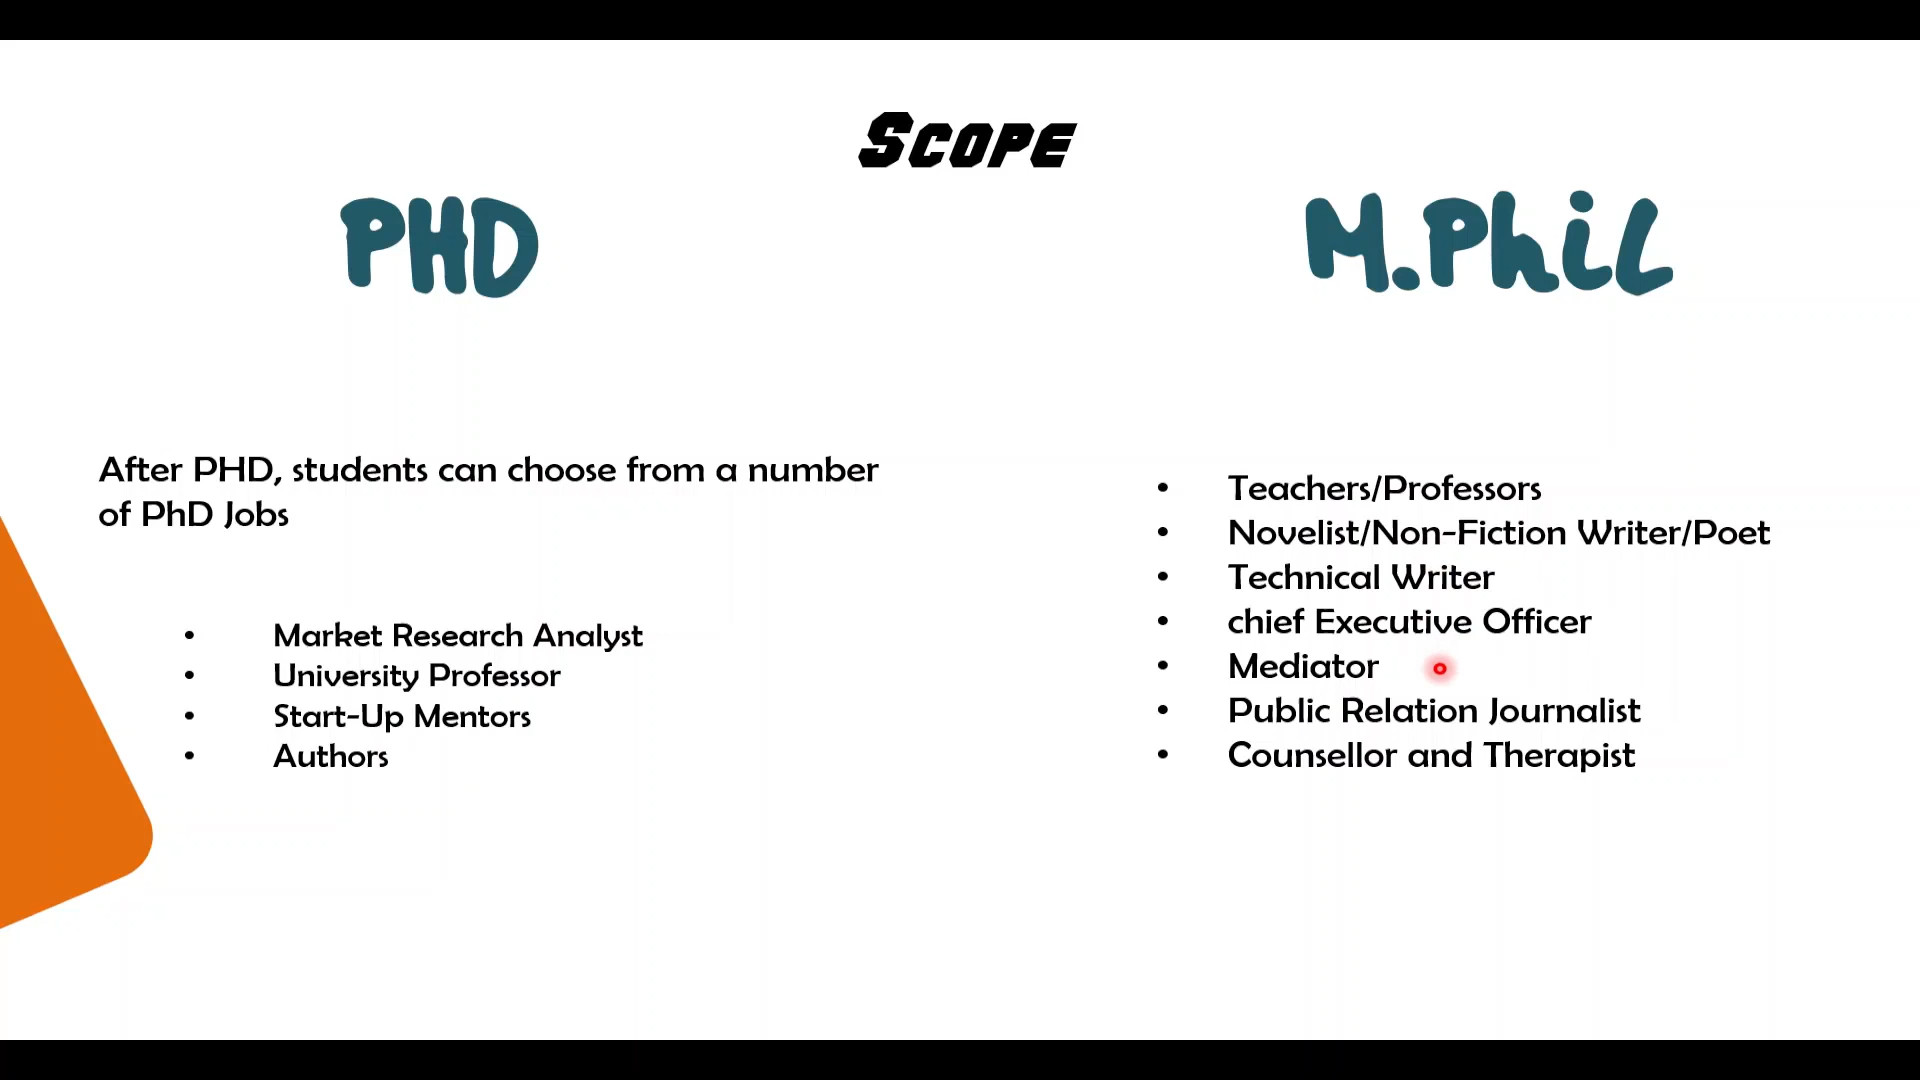 Scope
PHD
M.Phil
After PHD, students can choose from a number
of PhD Jobs
• Market Research Analyst
• University Professor
• Start-Up Mentors
• Authors
• Teachers/Professors
• Novelist/Non-Fiction Writer/Poet
• Technical Writer
• chief Executive Officer
• Mediator
• Public Relation Journalist
• Counsellor and Therapist